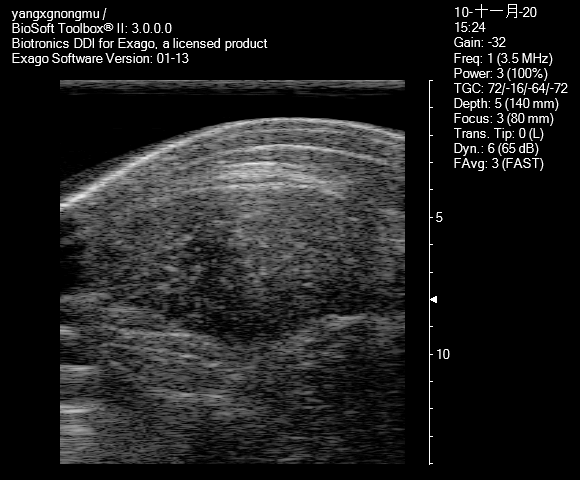 yangxgnongmu /
BioSoft Toolbox® II: 3.0.0.0
Biotronics DDI for Exago, a licensed product
Exago Software Version: 01-13
10-十一月-20
15:24
Gain: -32
Freq: 1 (3.5 MHz)
Power: 3 (100%)
TGC: 72/-16/-64/-72
Depth: 5 (140 mm)
Focus: 3 (80 mm)
Trans. Tip: 0 (L)
Dyn.: 6 (65 dB)
FAvg: 3 (FAST)
5
10